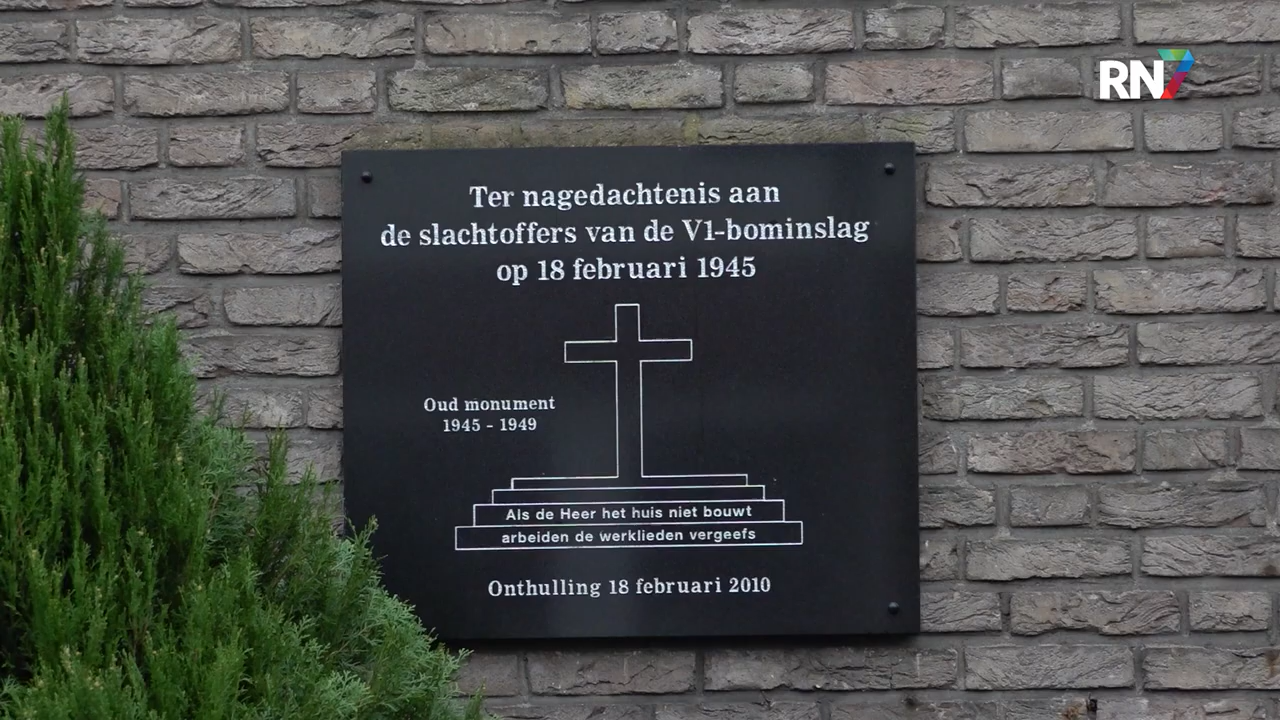 RN7
Ter nagedachtenis aan
de slachtoffers van de V1-bominslag
op 18 februari 1945
Oud monument
1945 - 1949
Als de Heer het huis niet bouwt
arbeiden de werklieden vergeefs
Onthulling 18 februari 2010